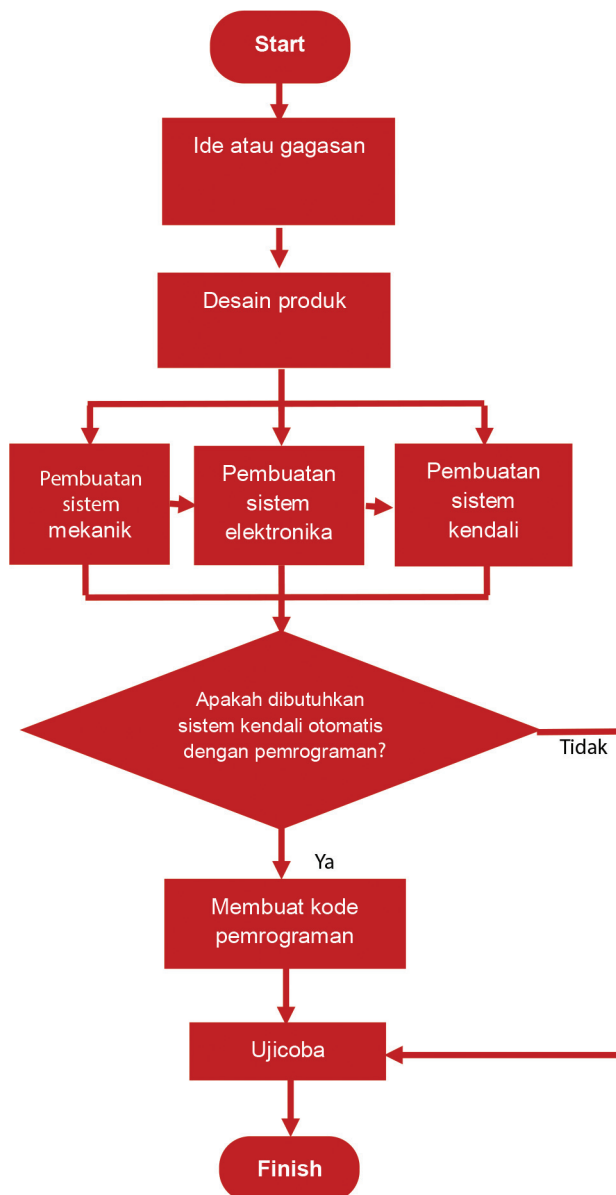 Start
Ide atau gagasan
Desain produk
Pembuatan
sistem
mekanik
Pembuatan
sistem
elektronika
Pembuatan
sistem
kendali
Apakah dibutuhkan
sistem kendali otomatis
dengan pemrograman?
Tidak
Ya
Membuat kode
pemrograman
Ujicoba
Finish